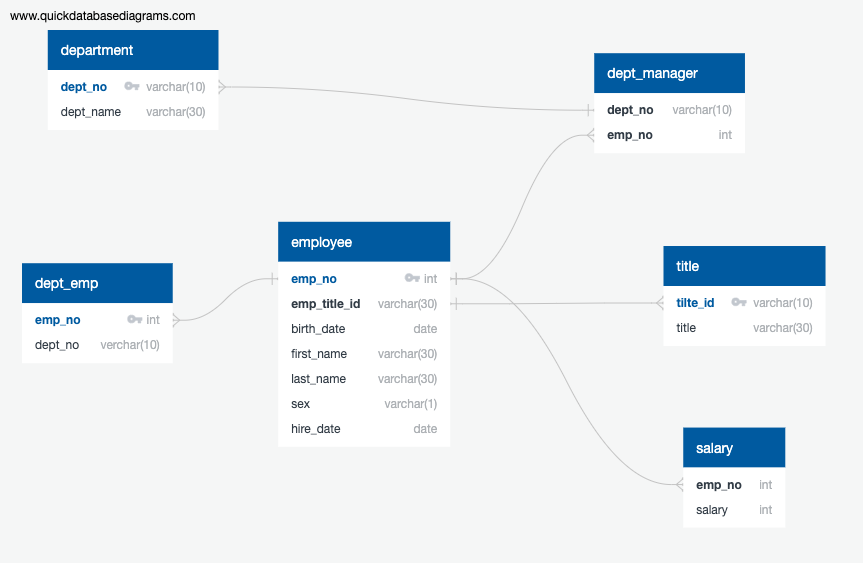 www.quickdatabasediagrams.com
department
dept_no varchar(10)
dept_name varchar(30)
dept_manager
dept_no varchar(10)
emp_no int
employee
emp_no int
emp_title_id varchar(30)
birth_date date
first_name varchar(30)
last_name varchar(30)
sex varchar(1)
hire_date date
dept_emp
emp_no int
dept_no verchar(10)
title
tilte_id varchar(10)
title varchar(30)
salary
emp_no int
salary int